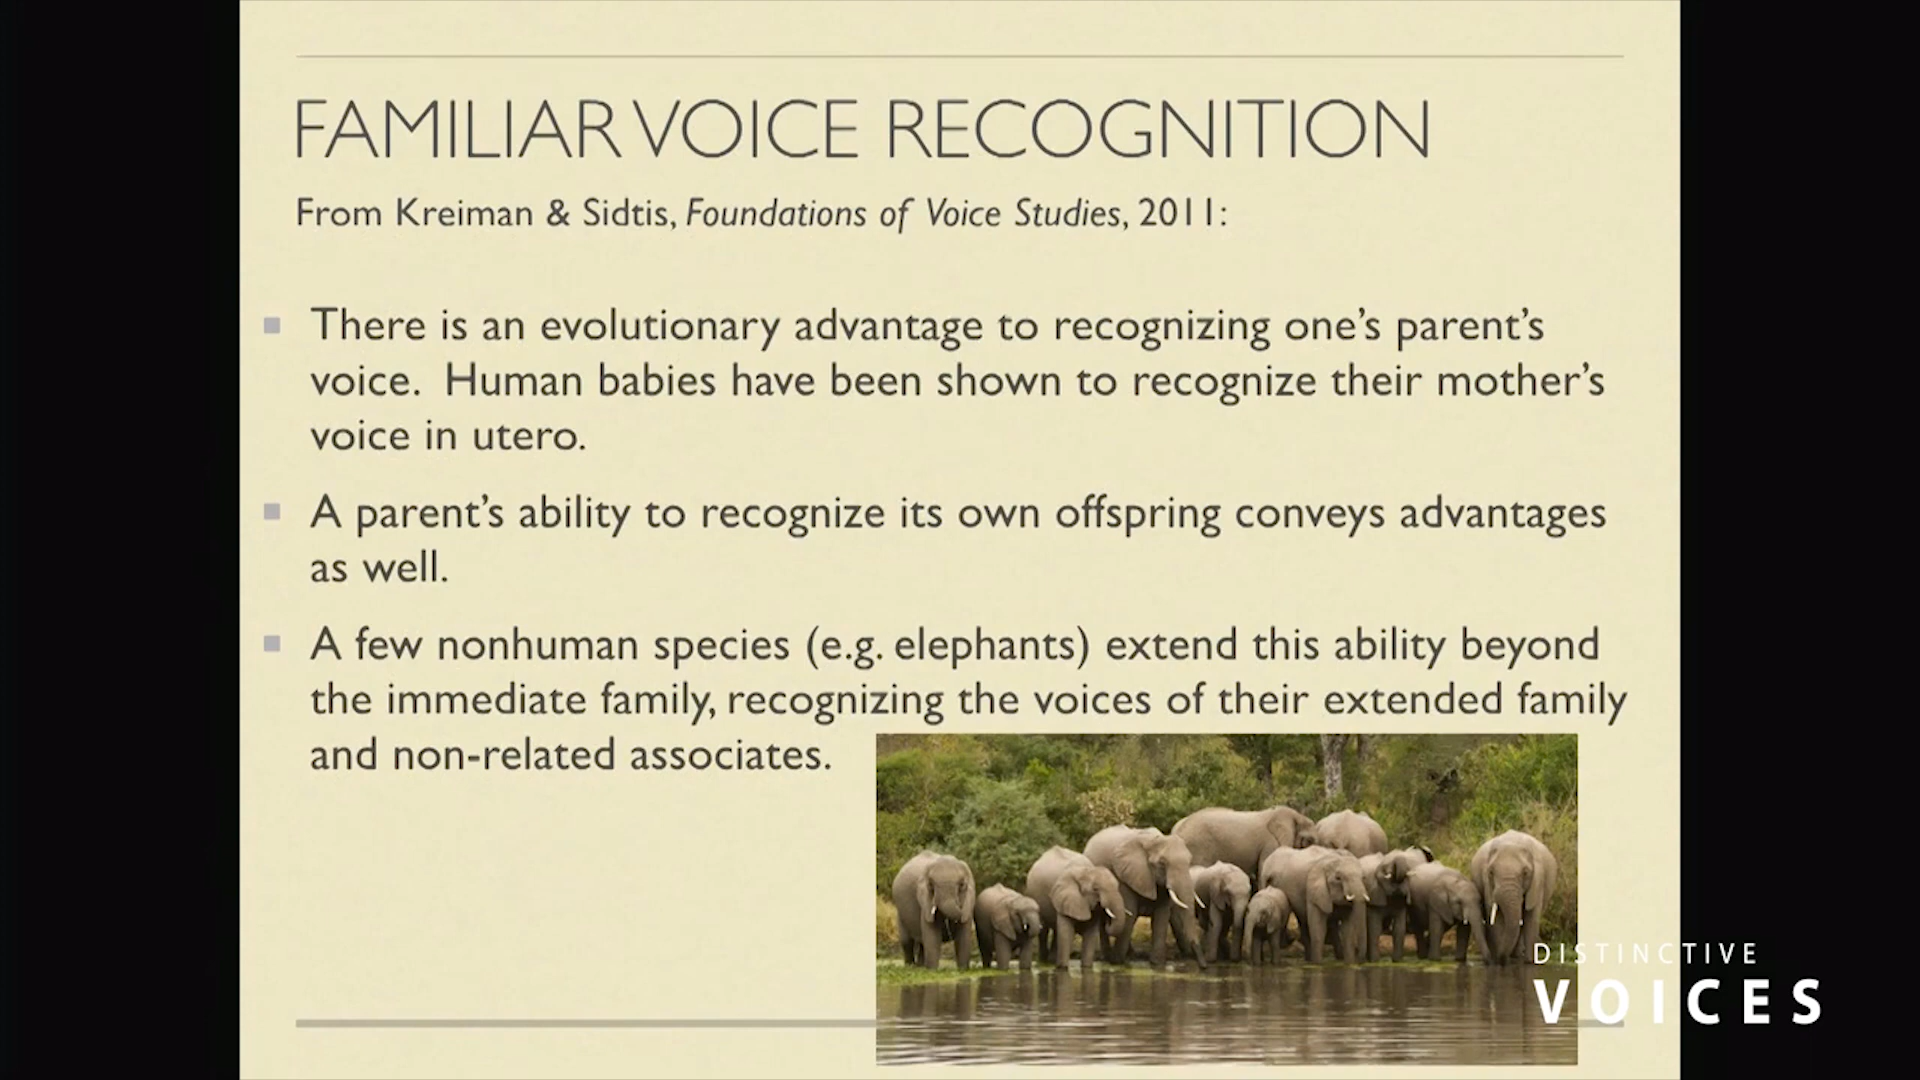 FAMILIAR VOICE RECOGNITION
From Kreiman & Sidtis, Foundations of Voice Studies, 2011:
There is an evolutionary advantage to recognizing one’s parent’s
voice. Human babies have been shown to recognize their mother’s
voice in utero.
A parent’s ability to recognize its own offspring conveys advantages
as well.
A few nonhuman species (e.g. elephants) extend this ability beyond
the immediate family, recognizing the voices of their extended family
and non-related associates.
DISTINCTIVE
VOICES